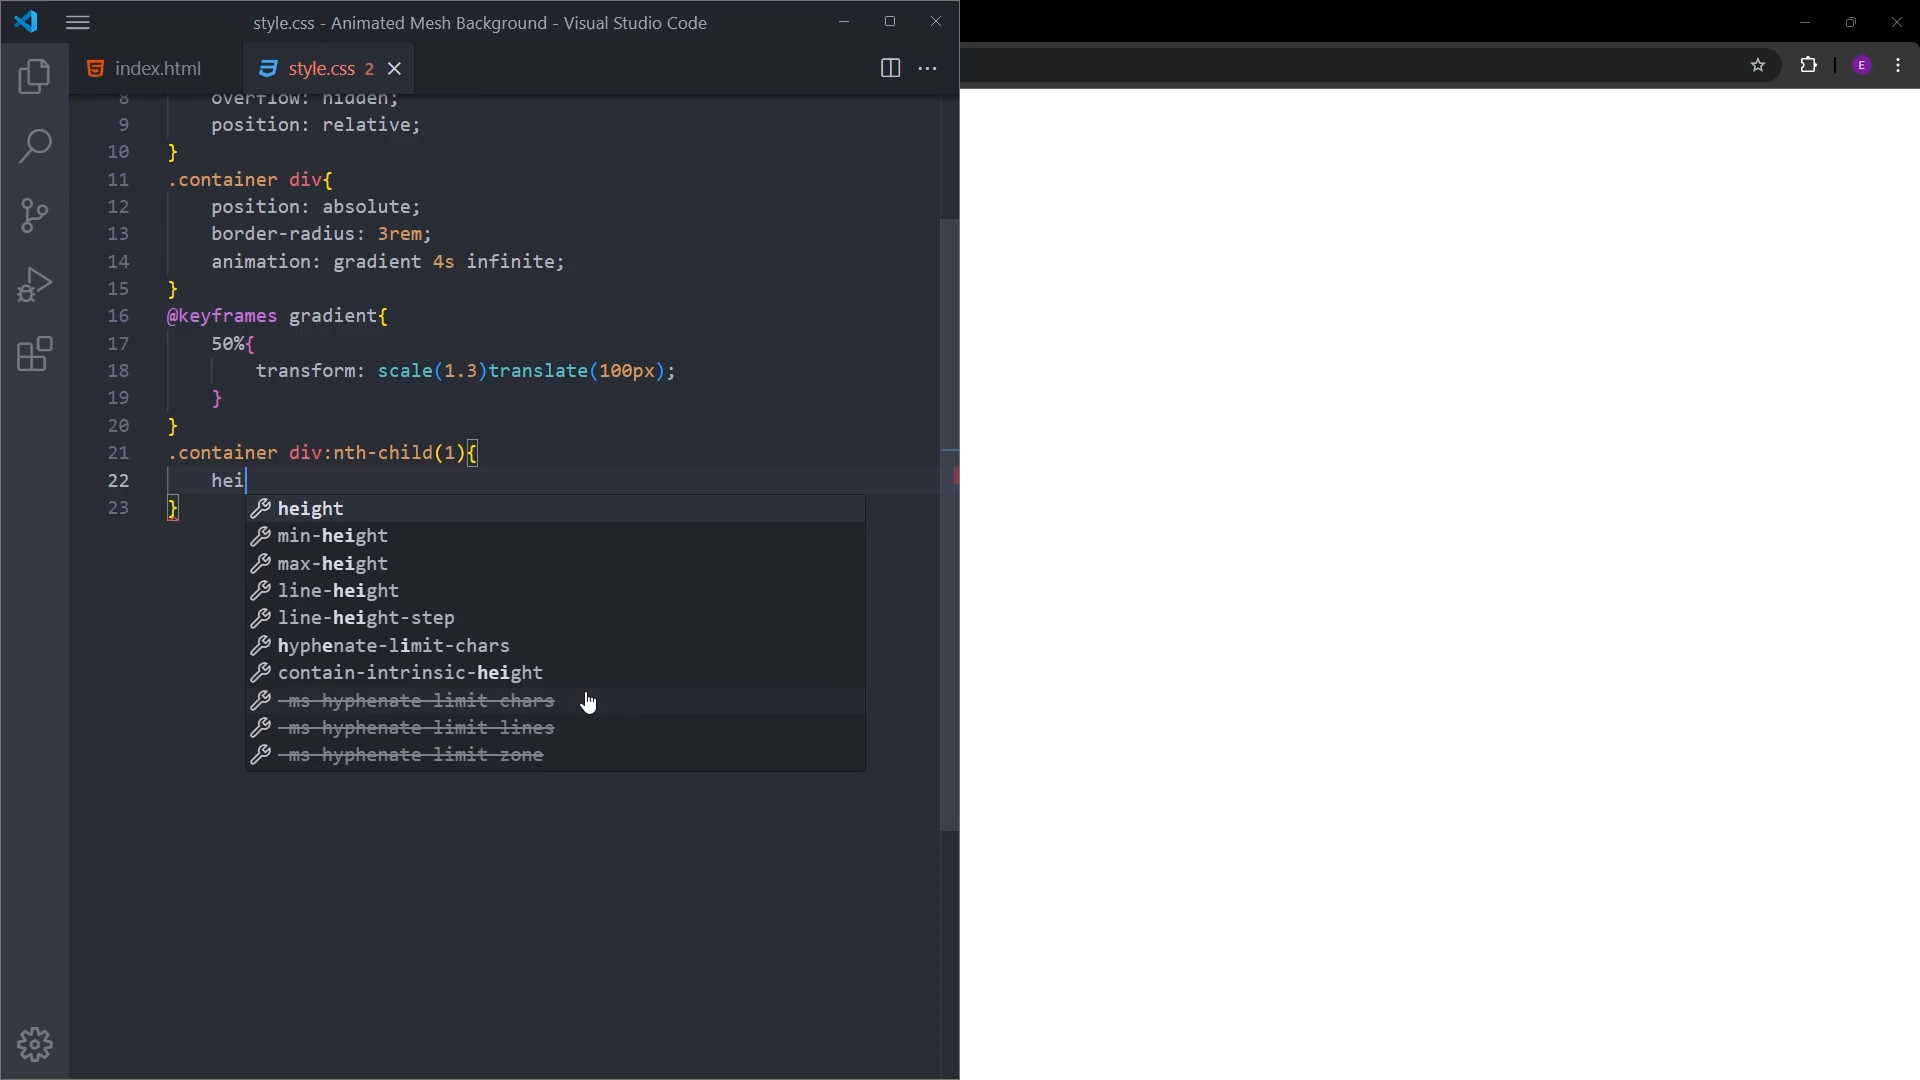 style.css - Animated Mesh Background - Visual Studio Code
index.html
style.css 2
8 overflow: hidden;
9 position: relative;
10 }
11 .container div{
12 position: absolute;
13 border-radius: 3rem;
14 animation: gradient 4s infinite;
15 }
16 @keyframes gradient{
17 50%{
18 transform: scale(1.3)translate(100px);
19 }
20 }
21 .container div:nth-child(1){
22 hei
23 }
height
min-height
max-height
line-height
line-height-step
hyphenate-limit-chars
contain-intrinsic-height
-ms-hyphenate-limit-chars
-ms-hyphenate-limit-lines
-ms-hyphenate-limit-zone
E